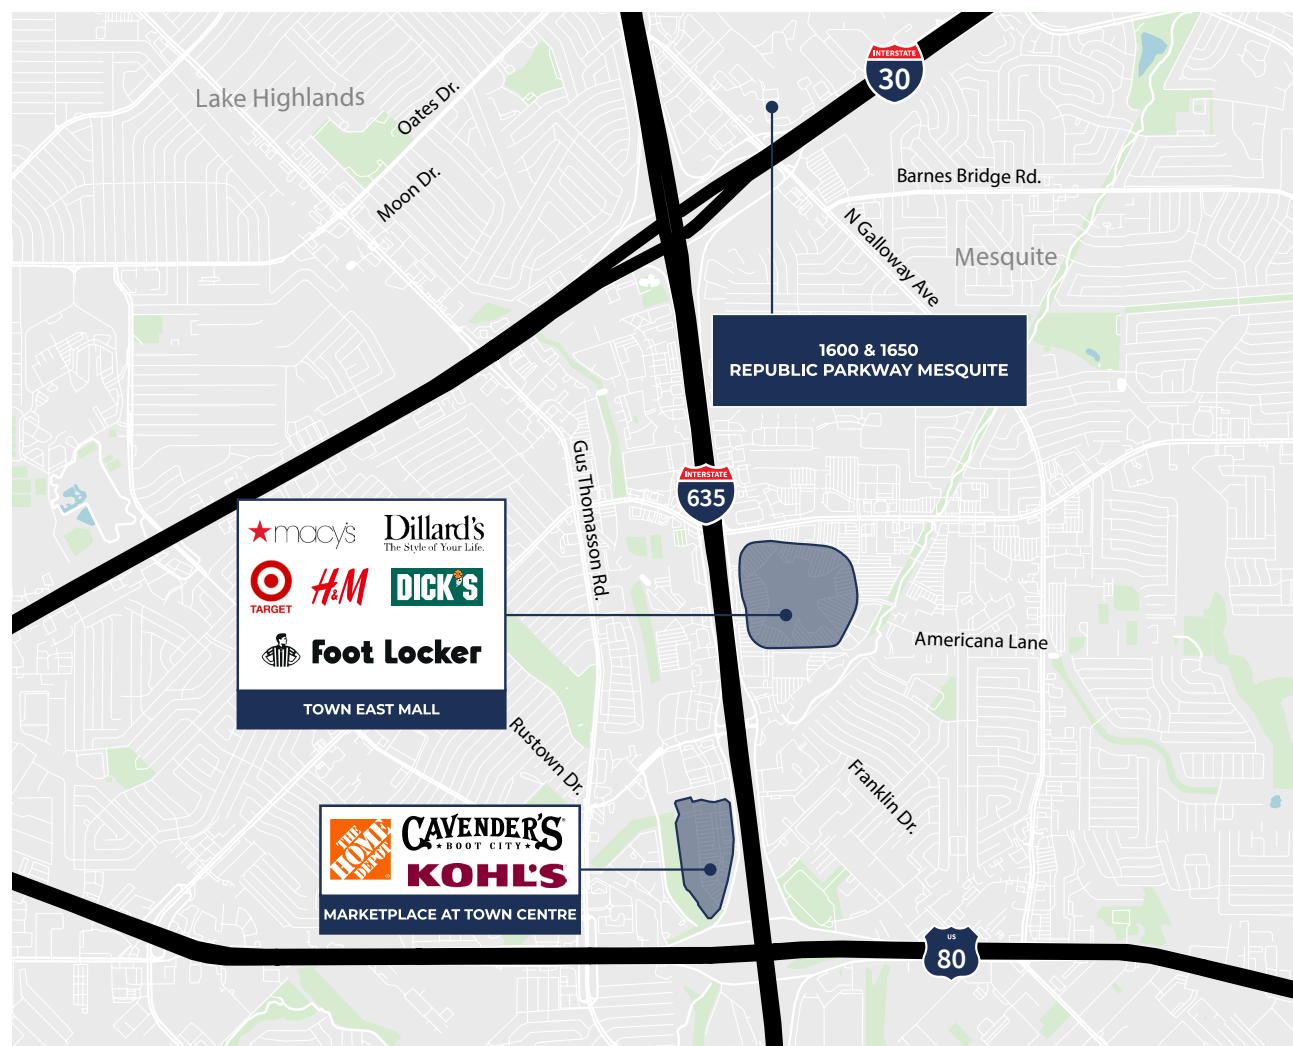 INTERSTATE
30
Lake Highlands
Oates Dr.
Moon Dr.
Barnes Bridge Rd.
N Galloway Ave
Mesquite
1600 & 1650
REPUBLIC PARKWAY MESQUITE
Gus Thomasson Rd.
INTERSTATE
635
macy's
Dillard's
The Style of Your Life.
TARGET
H&M
DICK'S
Foot Locker
TOWN EAST MALL
Americana Lane
Rustown Dr.
Franklin Dr.
THE
HOME
DEPOT
CAVENDER'S
BOOT CITY
KOHL'S
MARKETPLACE AT TOWN CENTRE
US
80